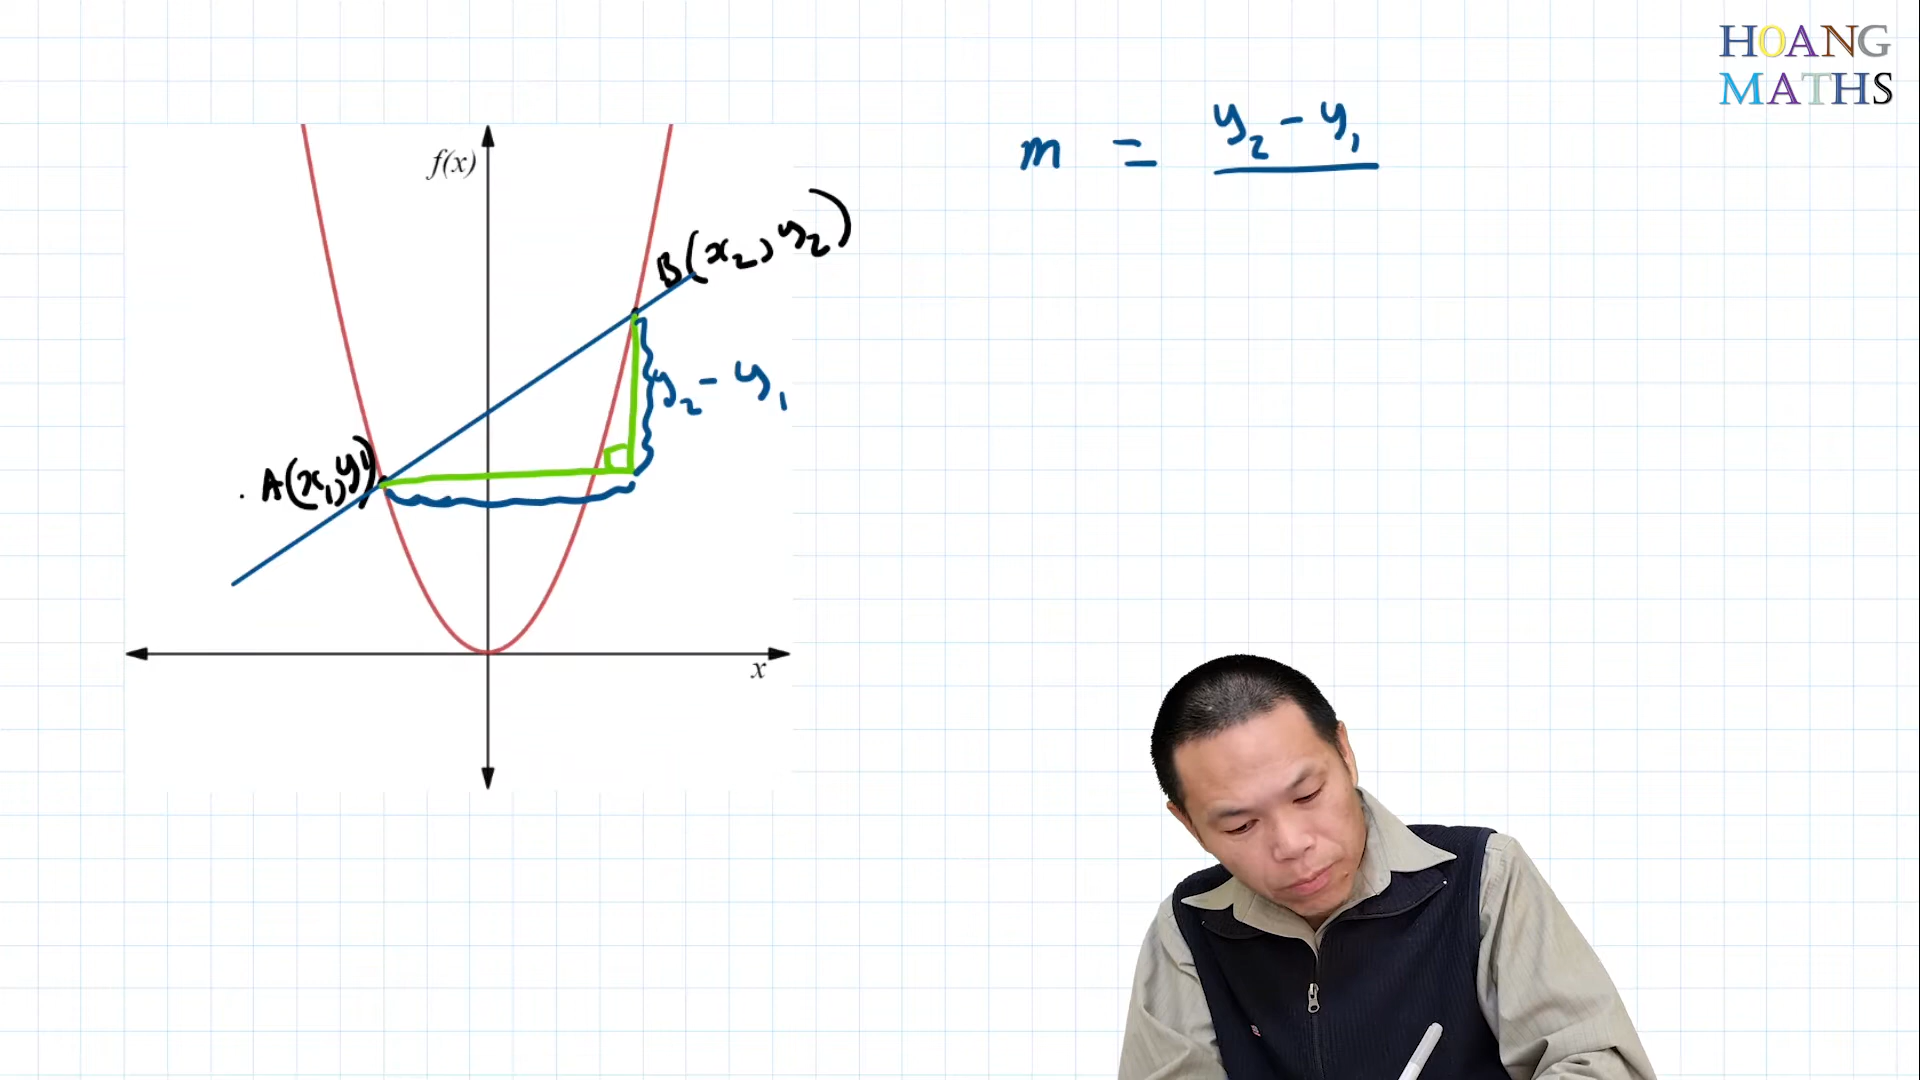 HOANG
MATHS
m = y₂ - y₁
f(x)
B(x₂, y₂)
y₂ - y₁
A(x₁, y₁)
x